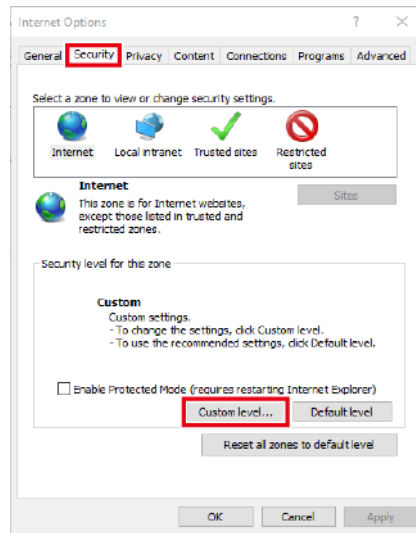 Internet Options ? ×
General Security Privacy Content Connections Programs Advanced
Select a zone to view or change security settings.
Internet Local intranet Trusted sites Restricted
sites
Internet
Sites
This zone is for Internet websites,
except those listed in trusted and
restricted zones.
Security level for this zone
Custom
Custom settings.
- To change the settings, click Custom level.
- To use the recommended settings, click Default level.
Enable Protected Mode (requires restarting Internet Explorer)
Custom level... Default level
Reset all zones to default level
OK Cancel Apply